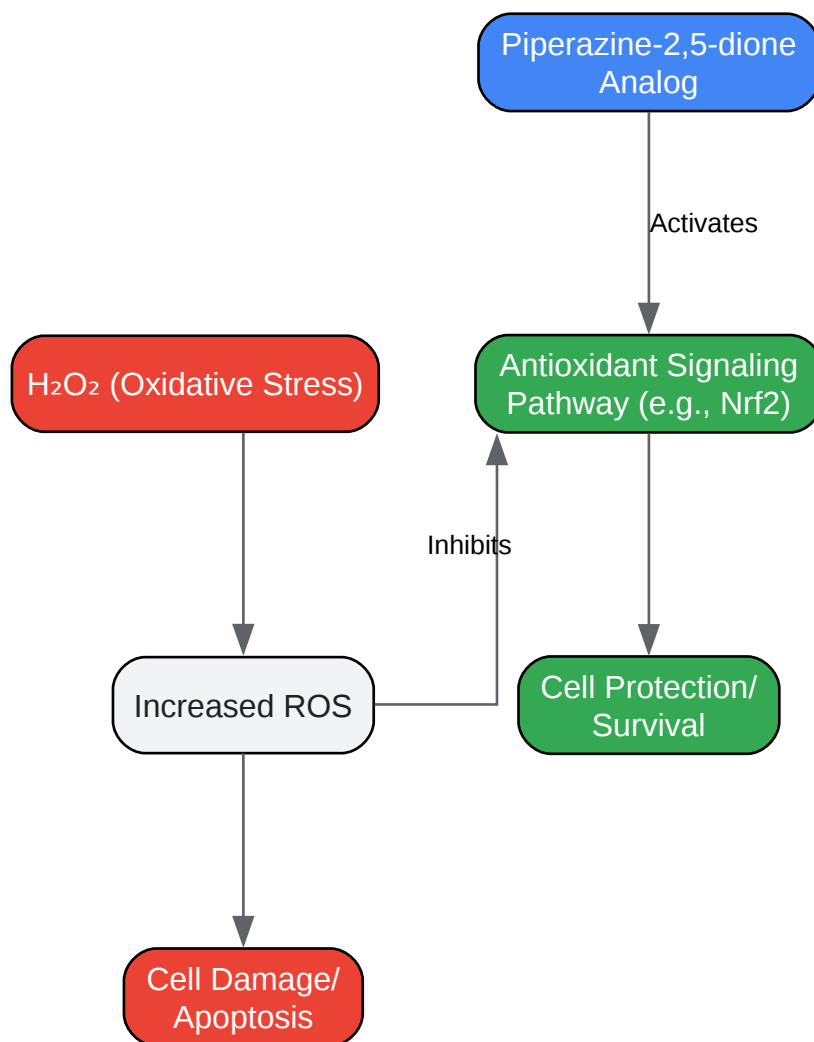 Piperazine-2,5-dione
Analog
Activates
H₂O₂ (Oxidative Stress)
Antioxidant Signaling
Pathway (e.g., Nrf2)
Inhibits
Increased ROS
Cell Protection/
Survival
Cell Damage/
Apoptosis